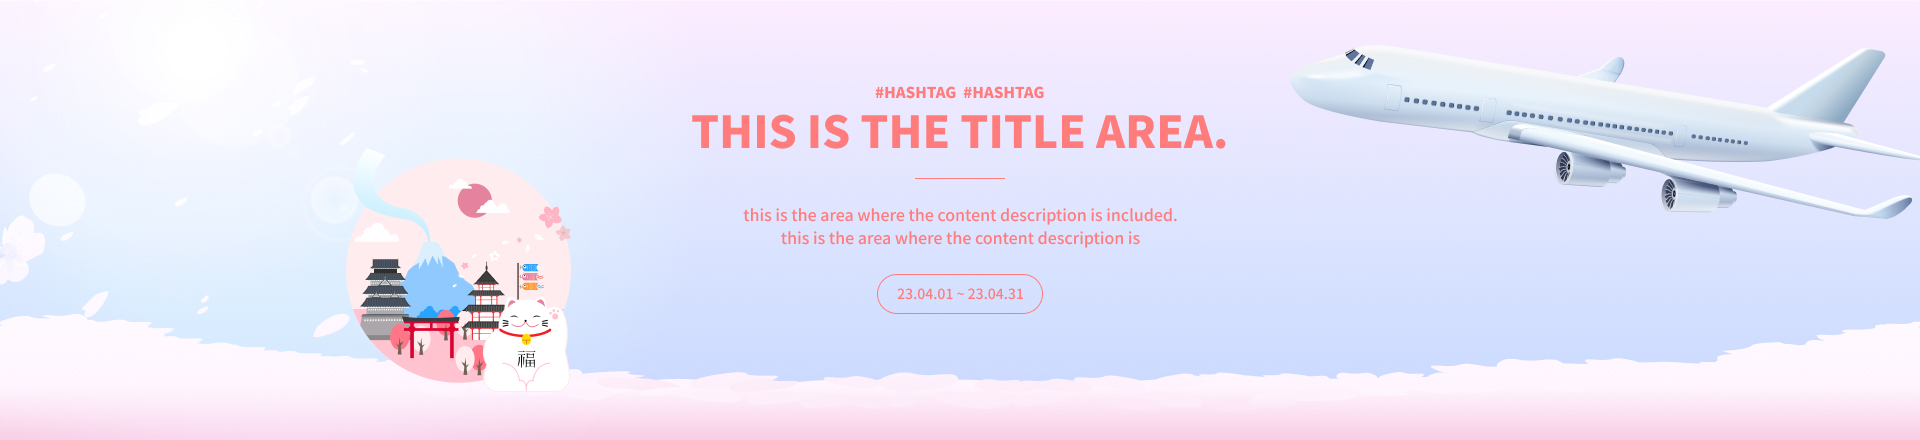 #HASHTAG #HASHTAG
THIS IS THE TITLE AREA.
this is the area where the content description is included.
this is the area where the content description is
23.04.01 ~ 23.04.31
福